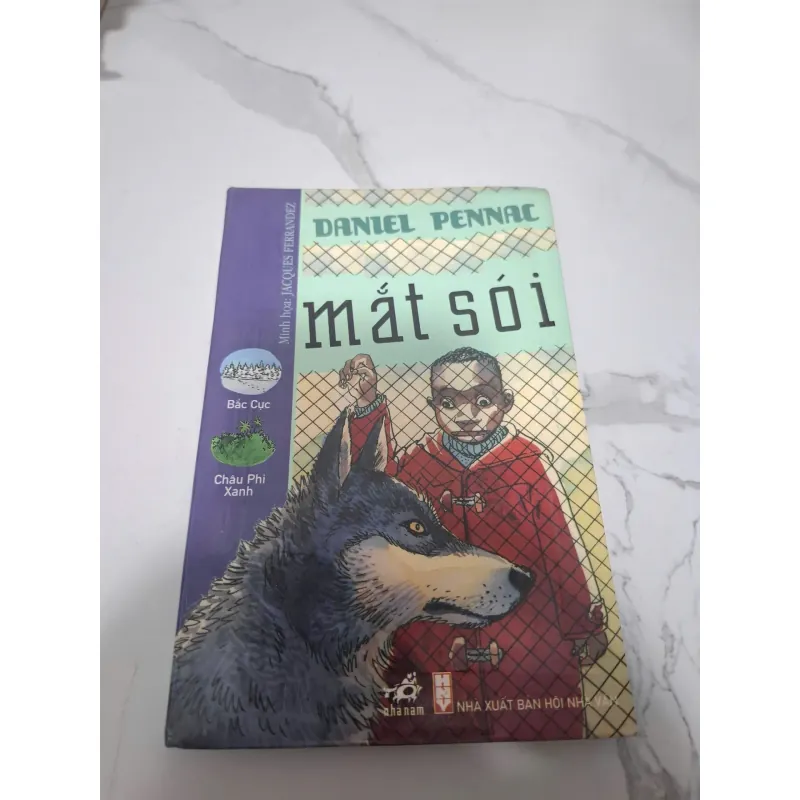 DANIEL PENNAC
mắt sói
Minh họa: JACQUES FERRANDEZ
Bắc Cực
Châu Phi
Xanh
nhã nam
HNV
NHÀ XUẤT BẢN HỘI NHÀ VĂN